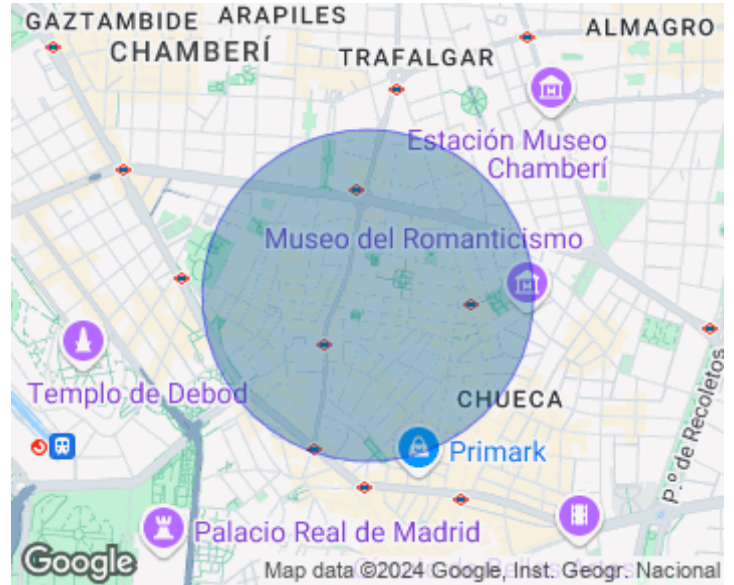 GAZTAMBIDE
ARAPILES
ALMAGRO
CHAMBERÍ
TRAFALGAR
Estación Museo
Chamberí
Museo del Romanticismo
Templo de Debod
CHUECA
P.º de Recoletos
Primark
Palacio Real de Madrid
Google
Map data ©2024 Google, Inst. Geogr. Nacional